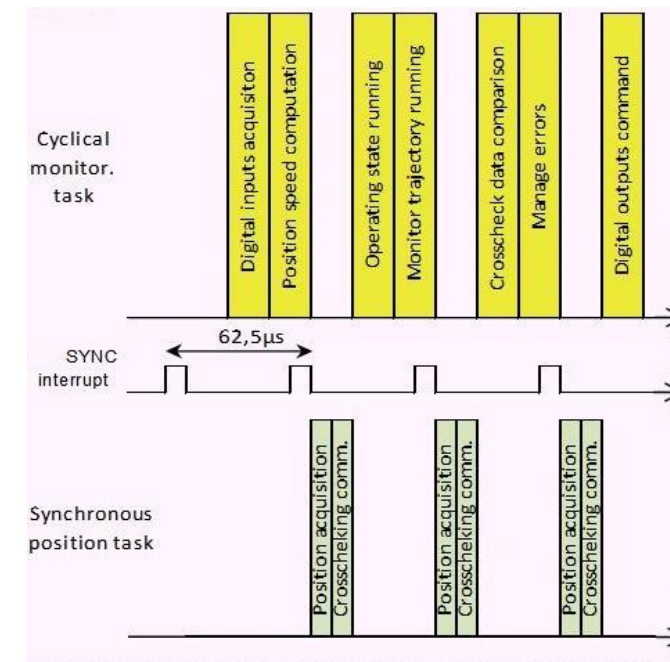 Cyclical
monitor.
task
Digital inputs acquisiton
Position speed computation
Operating state running
Monitor trajectory running
Crosscheck data comparison
Manage errors
Digital outputs command
62,5µs
SYNC
interrupt
Synchronous
position task
Position acquisition
Crosscheking comm.
Position acquisition
Crosscheking comm.
Position acquisition
Crosscheking comm.